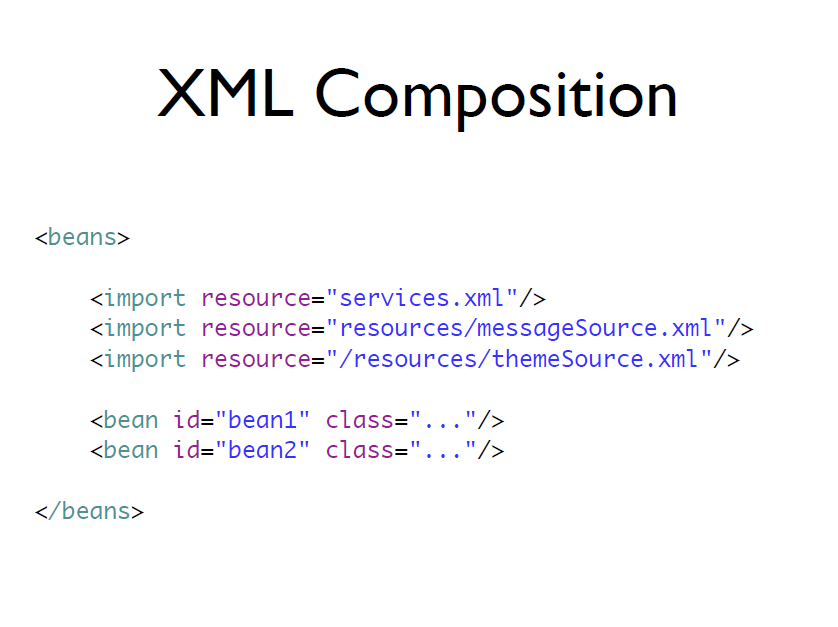 XML Composition
<beans>
<import resource="services.xml"/>
<import resource="resources/messageSource.xml"/>
<import resource="/resources/themeSource.xml"/>
<bean id="bean1" class="..."/>
<bean id="bean2" class="..."/>
</beans>